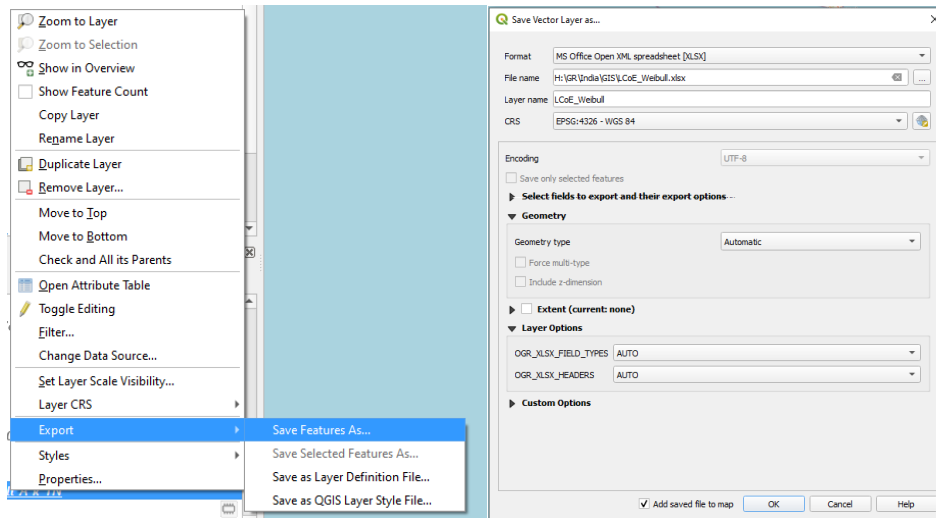 Zoom to Layer
Zoom to Selection
Show in Overview
Show Feature Count
Copy Layer
Rename Layer
Duplicate Layer
Remove Layer...
Move to Top
Move to Bottom
Check and All its Parents
Open Attribute Table
Toggle Editing
Filter...
Change Data Source...
Set Layer Scale Visibility...
Layer CRS
Export
Styles
Properties...
Save Features As...
Save Selected Features As...
Save as Layer Definition File...
Save as QGIS Layer Style File...
Save Vector Layer as...
Format MS Office Open XML spreadsheet [XLSX]
File name H:\GR\India\GIS\LCoE_Weibull.xlsx
Layer name LCoE_Weibull
CRS EPSG:4326 - WGS 84
Encoding UTF-8
Save only selected features
Select fields to export and their export options
Geometry
Geometry type Automatic
Force multi-type
Include z-dimension
Extent (current: none)
Layer Options
OGR_XLSX_FIELD_TYPES AUTO
OGR_XLSX_HEADERS AUTO
Custom Options
Add saved file to map OK Cancel Help